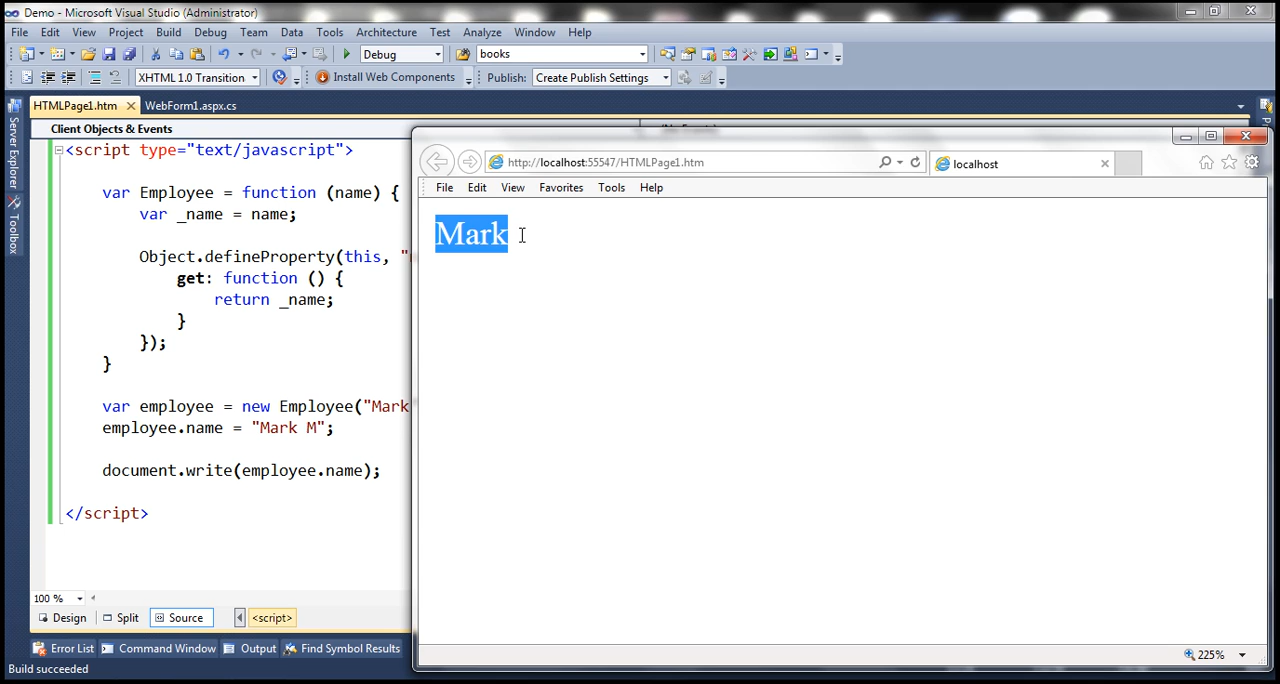 Demo - Microsoft Visual Studio (Administrator)
File Edit View Project Build Debug Team Data Tools Architecture Test Analyze Window Help
Debug books
XHTML 1.0 Transition Install Web Components Publish: Create Publish Settings
HTMLPage1.htm WebForm1.aspx.cs
Client Objects & Events
Server Explorer
Toolbox
<script type="text/javascript">
var Employee = function (name) {
var _name = name;
Object.defineProperty(this, "
get: function () {
return _name;
}
});
}
var employee = new Employee("Mark
employee.name = "Mark M";
document.write(employee.name);
</script>
100 %
Design Split Source <script>
Error List Command Window Output Find Symbol Results
Build succeeded
http://localhost:55547/HTMLPage1.htm localhost
File Edit View Favorites Tools Help
Mark
225%